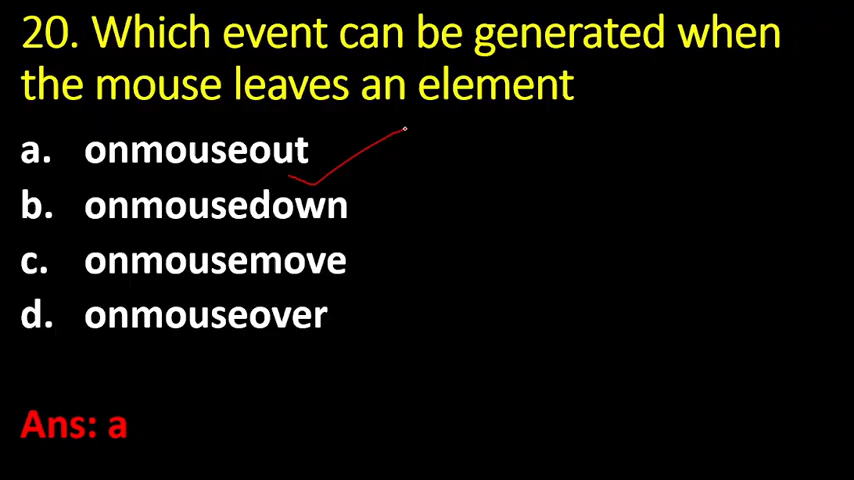 20. Which event can be generated when
the mouse leaves an element
a. onmouseout
b. onmousedown
c. onmousemove
d. onmouseover
Ans: a